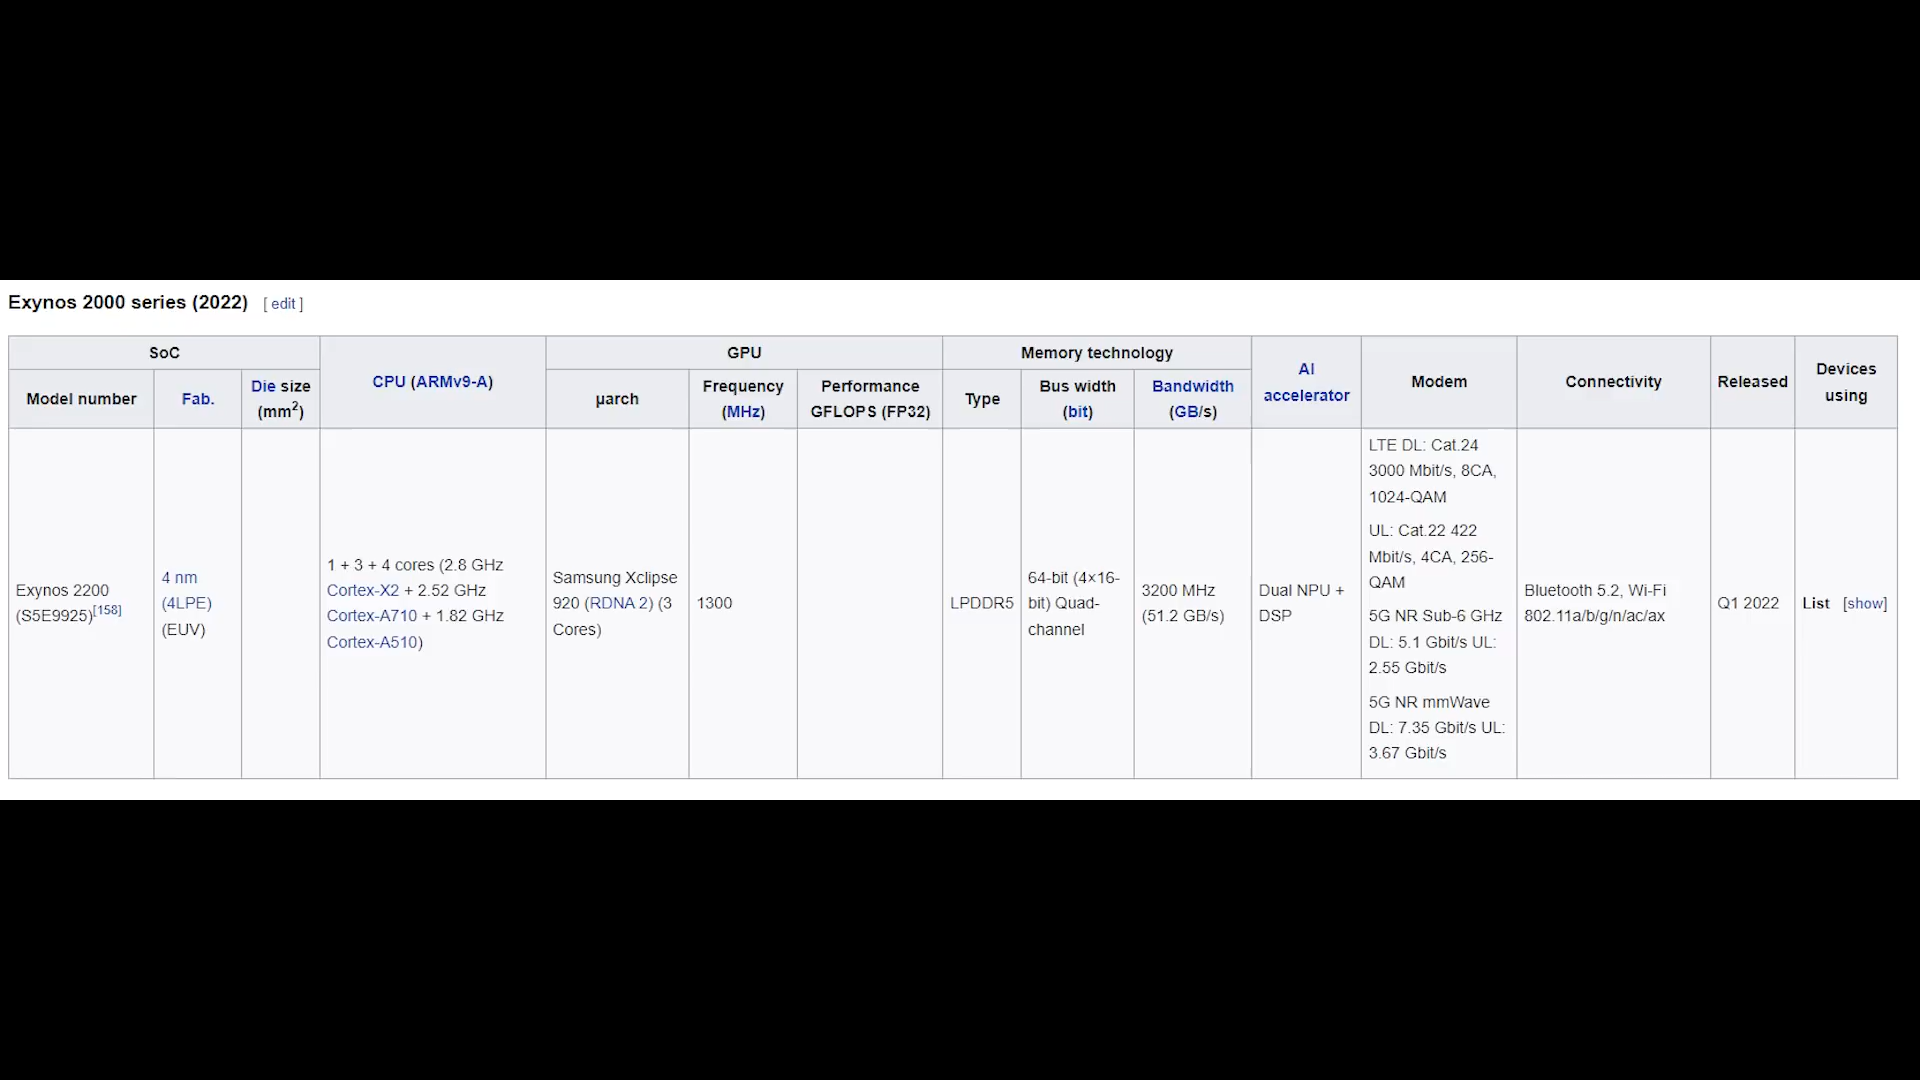 Exynos 2000 series (2022) [ edit ]
SoC
CPU (ARMv9-A)
GPU
Memory technology
AI
accelerator
Modem
Connectivity
Released
Devices
using
Model number
Fab.
Die size
(mm2)
μarch
Frequency
(MHz)
Performance
GFLOPS (FP32)
Type
Bus width
(bit)
Bandwidth
(GB/s)
Exynos 2200
(S5E9925)[158]
4 nm
(4LPE)
(EUV)
1 + 3 + 4 cores (2.8 GHz
Cortex-X2 + 2.52 GHz
Cortex-A710 + 1.82 GHz
Cortex-A510)
Samsung Xclipse
920 (RDNA 2) (3
Cores)
1300
LPDDR5
64-bit (4×16-
bit) Quad-
channel
3200 MHz
(51.2 GB/s)
Dual NPU +
DSP
LTE DL: Cat.24
3000 Mbit/s, 8CA,
1024-QAM
UL: Cat.22 422
Mbit/s, 4CA, 256-
QAM
5G NR Sub-6 GHz
DL: 5.1 Gbit/s UL:
2.55 Gbit/s
5G NR mmWave
DL: 7.35 Gbit/s UL:
3.67 Gbit/s
Bluetooth 5.2, Wi-Fi
802.11a/b/g/n/ac/ax
Q1 2022
List [show]